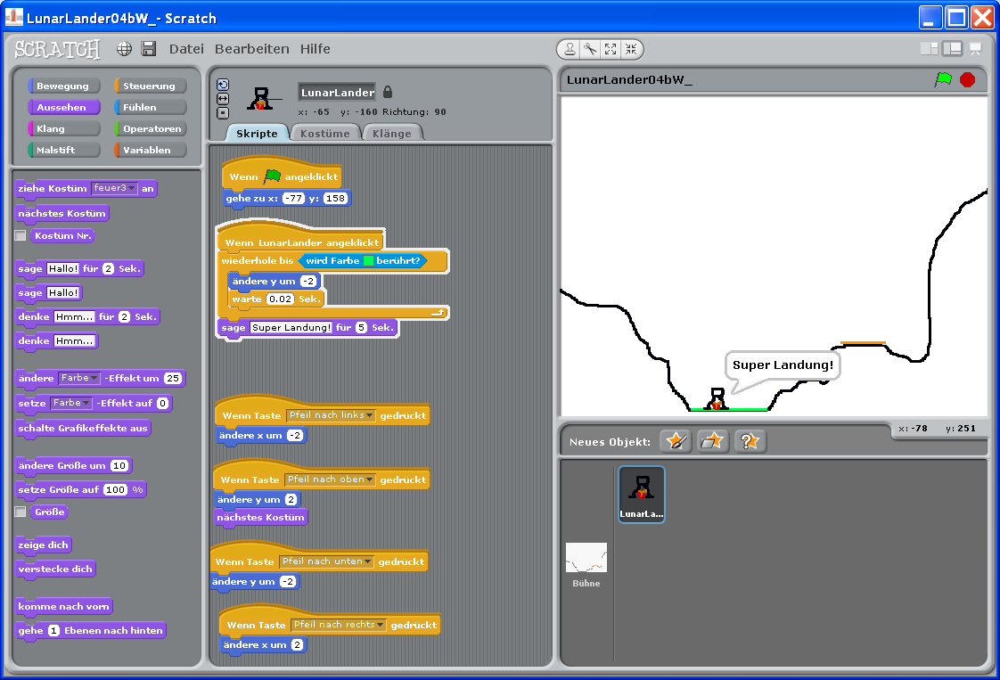 LunarLander04bW_- Scratch
SCRATCH Datei Bearbeiten Hilfe
Bewegung Steuerung
Aussehen Fühlen
Klang Operatoren
Malstift Variablen
ziehe Kostüm feuer3 an
nächstes Kostüm
Kostüm Nr.
sage Hallo! für 2 Sek.
sage Hallo!
denke Hmm... für 2 Sek.
denke Hmm...
ändere Farbe -Effekt um 25
setze Farbe -Effekt auf 0
schalte Grafikeffekte aus
ändere Größe um 10
setze Größe auf 100 %
Größe
zeige dich
verstecke dich
komme nach vorn
gehe 1 Ebenen nach hinten
LunarLander
x: -65 y: -160 Richtung: 90
Skripte Kostüme Klänge
Wenn angeklickt
gehe zu x: -77 y: 158
Wenn LunarLander angeklickt
wiederhole bis wird Farbe berührt?
ändere y um -2
warte 0.02 Sek.
sage Super Landung! für 5 Sek.
Wenn Taste Pfeil nach links gedrückt
ändere x um -2
Wenn Taste Pfeil nach oben gedrückt
ändere y um 2
nächstes Kostüm
Wenn Taste Pfeil nach unten gedrückt
ändere y um -2
Wenn Taste Pfeil nach rechts gedrückt
ändere x um 2
LunarLander04bW_
Super Landung!
x: -78 y: 251
Neues Objekt:
LunarLa...
Bühne